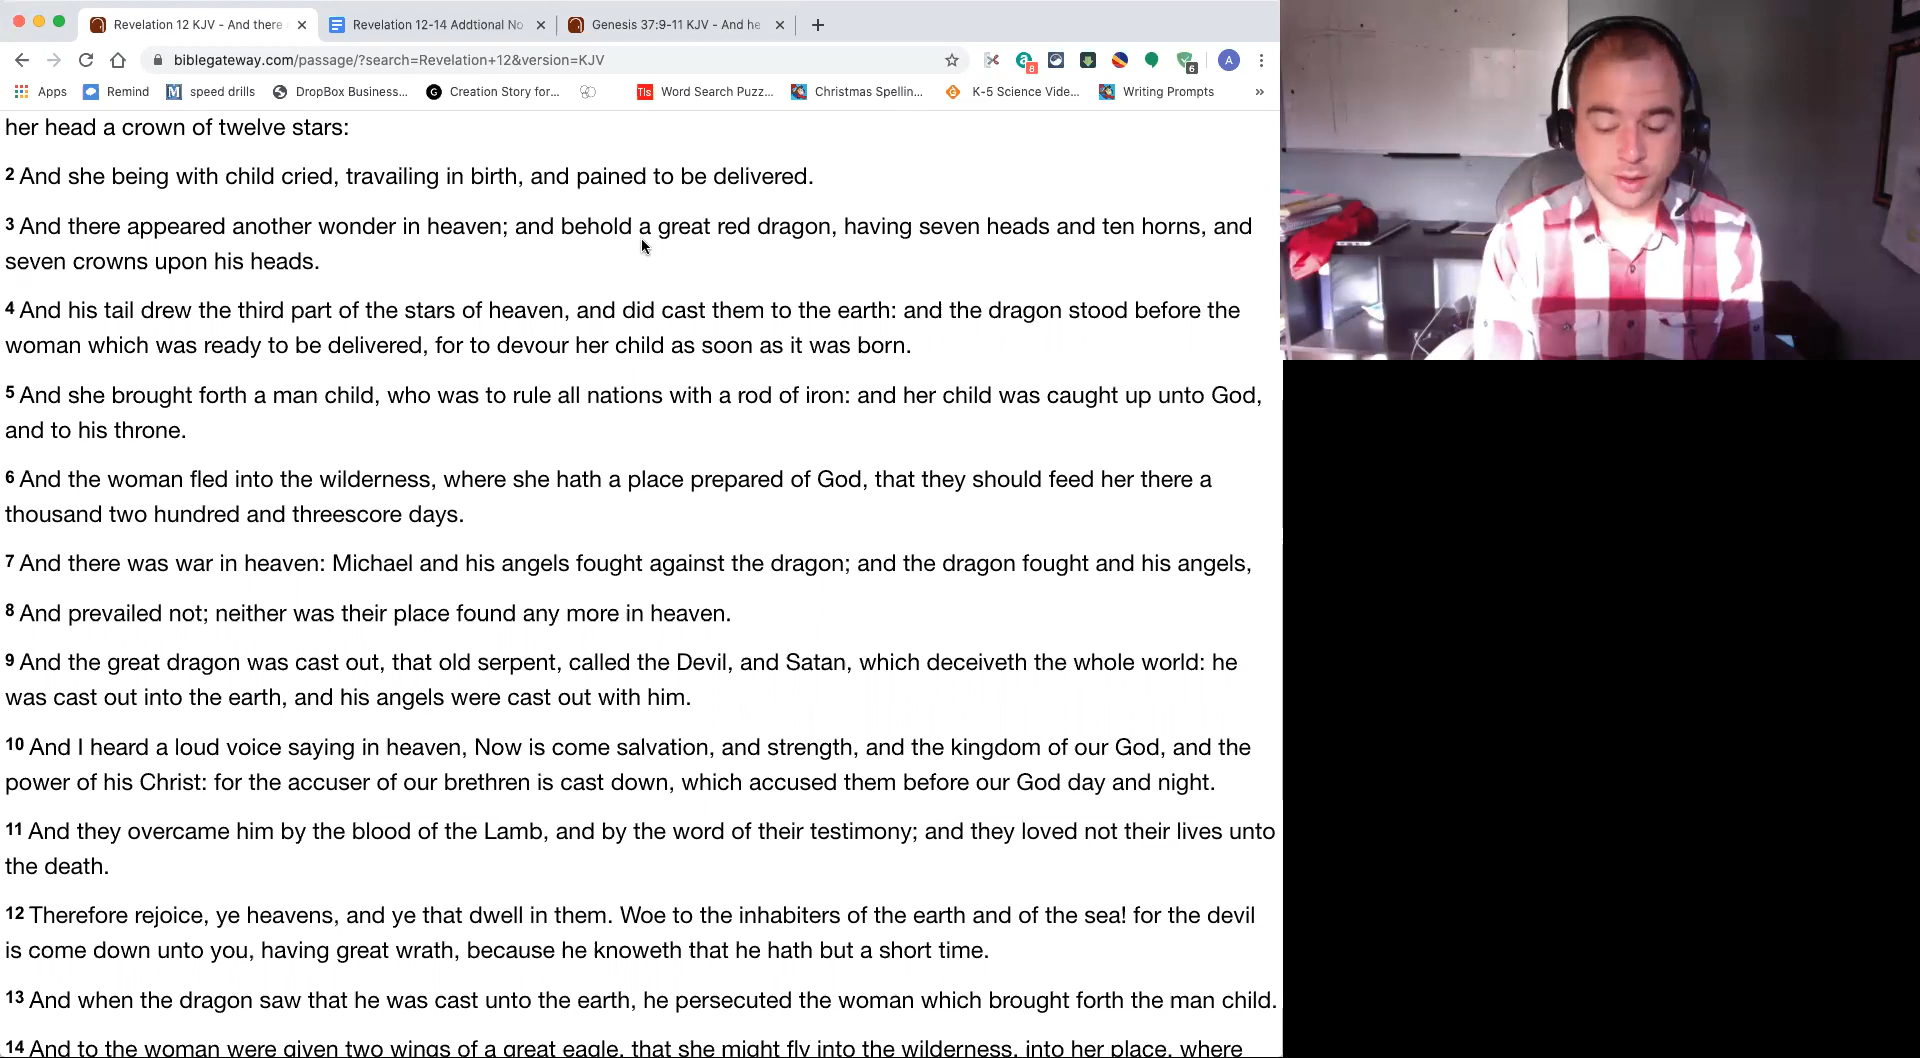 Revelation 12 KJV - And there
Revelation 12-14 Addtional No
Genesis 37:9-11 KJV - And he
biblegateway.com/passage/?search=Revelation+12&version=KJV
8
6
A
Apps
Remind
M
speed drills
DropBox Business...
G
Creation Story for...
Tls
Word Search Puzz...
Christmas Spellin...
K-5 Science Vide...
Writing Prompts
»
her head a crown of twelve stars:
2 And she being with child cried, travailing in birth, and pained to be delivered.
3 And there appeared another wonder in heaven; and behold a great red dragon, having seven heads and ten horns, and
seven crowns upon his heads.
4 And his tail drew the third part of the stars of heaven, and did cast them to the earth: and the dragon stood before the
woman which was ready to be delivered, for to devour her child as soon as it was born.
5 And she brought forth a man child, who was to rule all nations with a rod of iron: and her child was caught up unto God,
and to his throne.
6 And the woman fled into the wilderness, where she hath a place prepared of God, that they should feed her there a
thousand two hundred and threescore days.
7 And there was war in heaven: Michael and his angels fought against the dragon; and the dragon fought and his angels,
8 And prevailed not; neither was their place found any more in heaven.
9 And the great dragon was cast out, that old serpent, called the Devil, and Satan, which deceiveth the whole world: he
was cast out into the earth, and his angels were cast out with him.
10 And I heard a loud voice saying in heaven, Now is come salvation, and strength, and the kingdom of our God, and the
power of his Christ: for the accuser of our brethren is cast down, which accused them before our God day and night.
11 And they overcame him by the blood of the Lamb, and by the word of their testimony; and they loved not their lives unto
the death.
12 Therefore rejoice, ye heavens, and ye that dwell in them. Woe to the inhabiters of the earth and of the sea! for the devil
is come down unto you, having great wrath, because he knoweth that he hath but a short time.
13 And when the dragon saw that he was cast unto the earth, he persecuted the woman which brought forth the man child.
14 And to the woman were given two wings of a great eagle, that she might fly into the wilderness, into her place, where